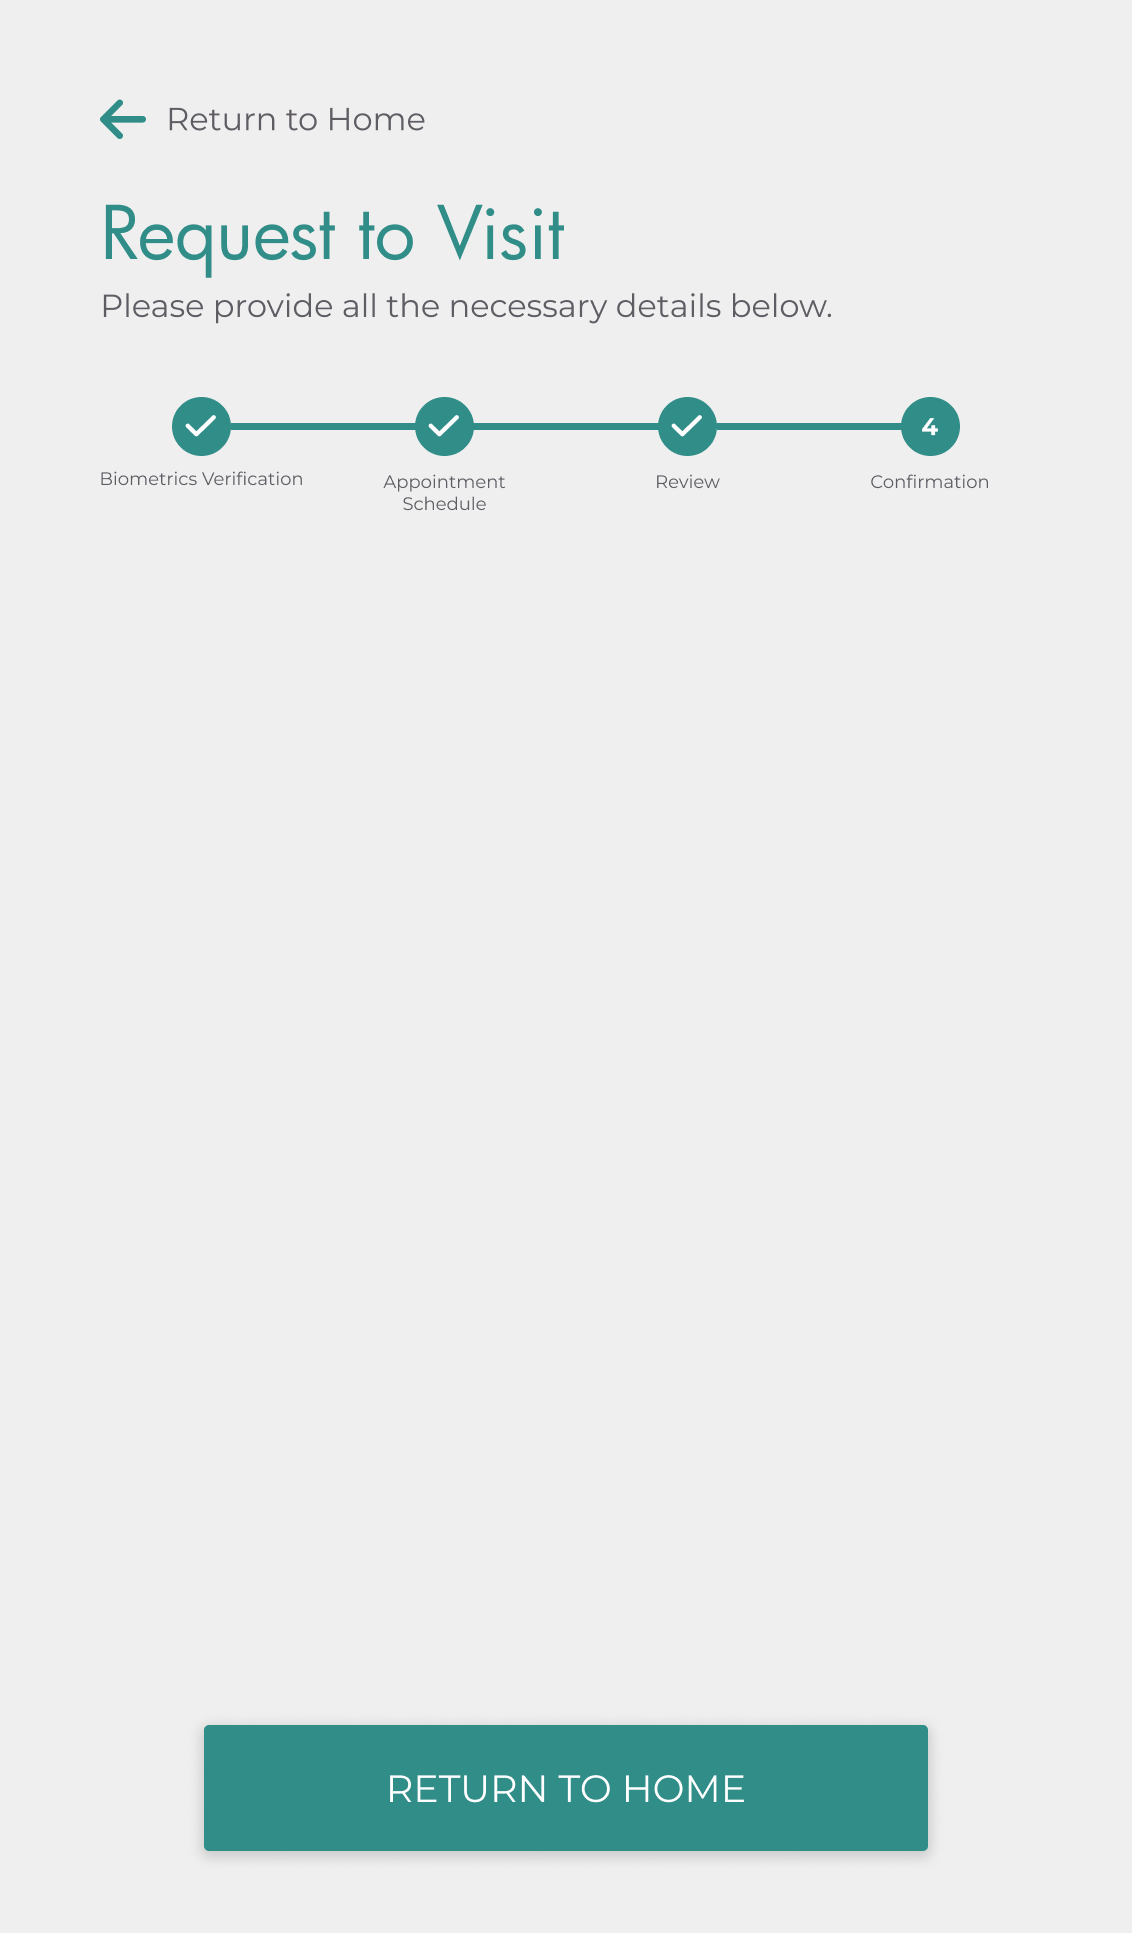 Return to Home
Request to Visit
Please provide all the necessary details below.
4
Biometrics Verification
Appointment
Schedule
Review
Confirmation
RETURN TO HOME